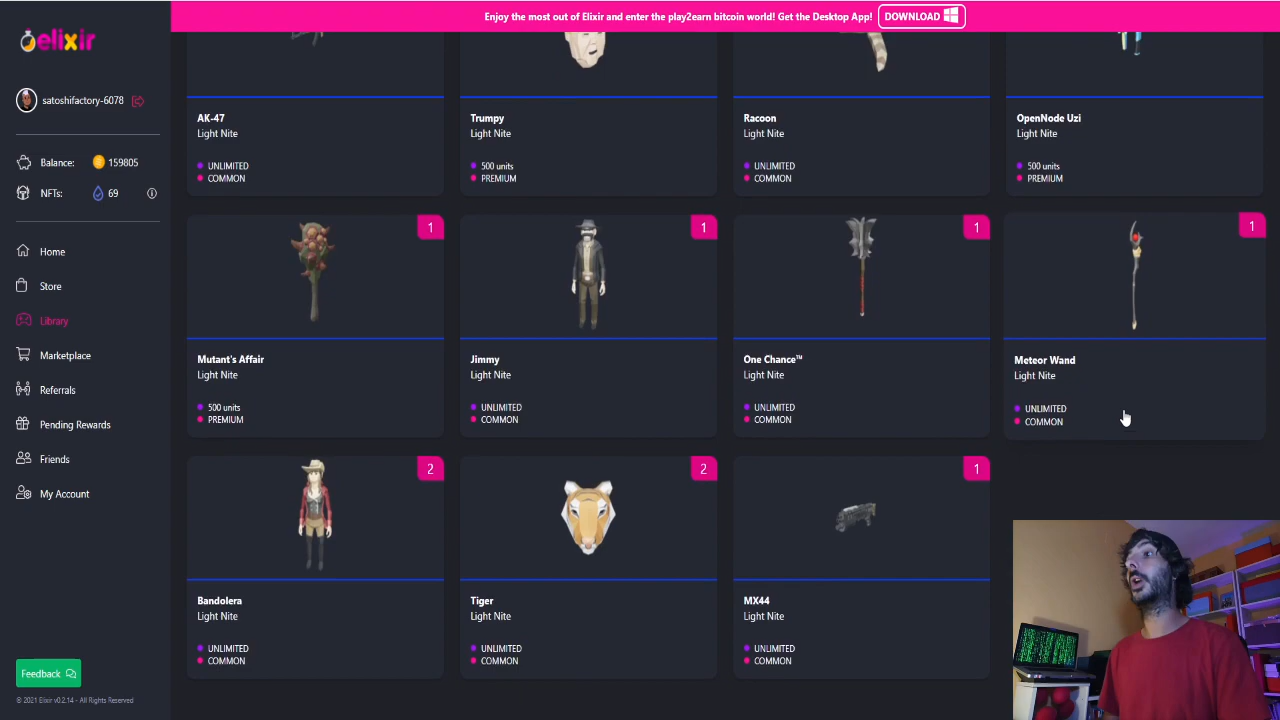 Enjoy the most out of Elixir and enter the play2earn bitcoin world! Get the Desktop App! DOWNLOAD
elixir
satoshifactory-6078
Balance: 159805
NFTs: 69
Home
Store
Library
Marketplace
Referrals
Pending Rewards
Friends
My Account
Feedback
© 2021 Elixir v0.2.14 - All Rights Reserved
AK-47
Light Nite
UNLIMITED
COMMON
Trumpy
Light Nite
500 units
PREMIUM
Racoon
Light Nite
UNLIMITED
COMMON
OpenNode Uzi
Light Nite
500 units
PREMIUM
1
Mutant's Affair
Light Nite
500 units
PREMIUM
1
Jimmy
Light Nite
UNLIMITED
COMMON
1
One Chance™
Light Nite
UNLIMITED
COMMON
1
Meteor Wand
Light Nite
UNLIMITED
COMMON
2
Bandolera
Light Nite
UNLIMITED
COMMON
2
Tiger
Light Nite
UNLIMITED
COMMON
1
MX44
Light Nite
UNLIMITED
COMMON